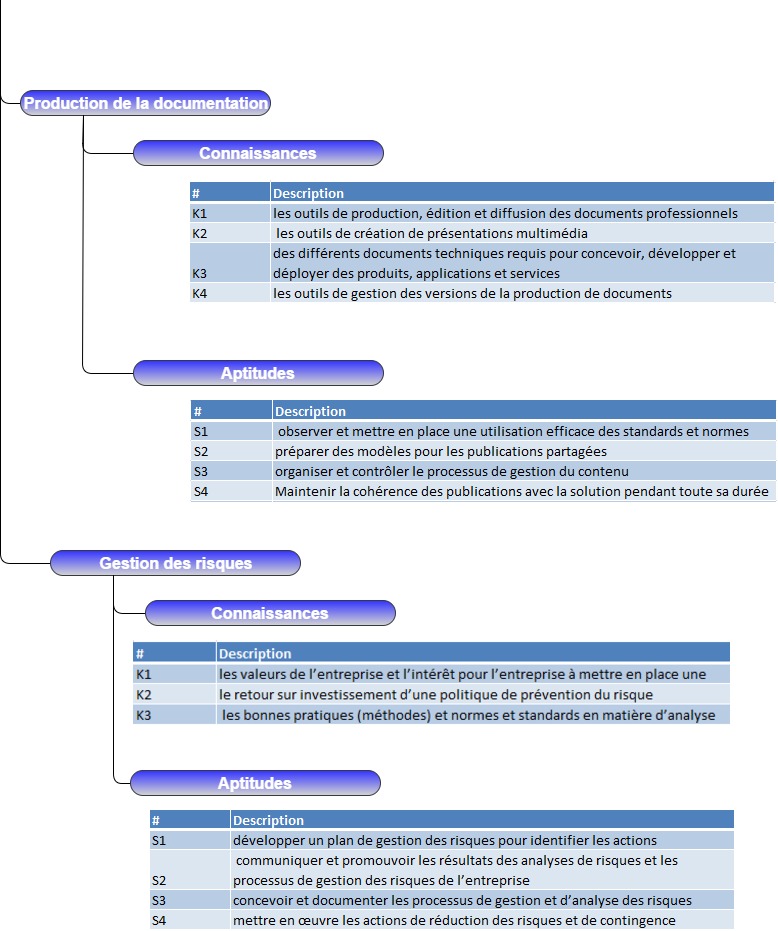 Production de la documentation
Connaissances
# Description
K1 les outils de production, édition et diffusion des documents professionnels
K2 les outils de création de présentations multimédia
des différents documents techniques requis pour concevoir, développer et
K3 déployer des produits, applications et services
K4 les outils de gestion des versions de la production de documents
Aptitudes
# Description
S1 observer et mettre en place une utilisation efficace des standards et normes
S2 préparer des modèles pour les publications partagées
S3 organiser et contrôler le processus de gestion du contenu
S4 Maintenir la cohérence des publications avec la solution pendant toute sa durée
Gestion des risques
Connaissances
# Description
K1 les valeurs de l’entreprise et l’intérêt pour l’entreprise à mettre en place une
K2 le retour sur investissement d’une politique de prévention du risque
K3 les bonnes pratiques (méthodes) et normes et standards en matière d’analyse
Aptitudes
# Description
S1 développer un plan de gestion des risques pour identifier les actions
communiquer et promouvoir les résultats des analyses de risques et les
S2 processus de gestion des risques de l’entreprise
S3 concevoir et documenter les processus de gestion et d’analyse des risques
S4 mettre en œuvre les actions de réduction des risques et de contingence